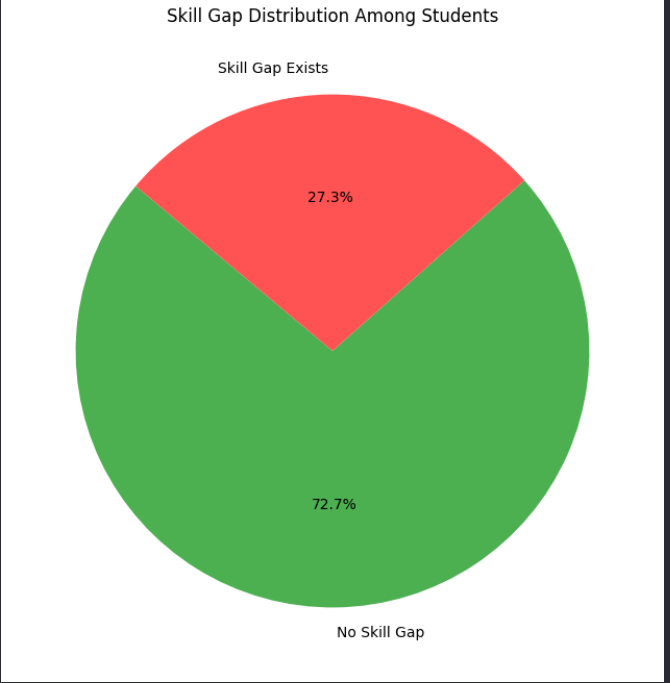 Skill Gap Distribution Among Students
Skill Gap Exists
27.3%
72.7%
No Skill Gap